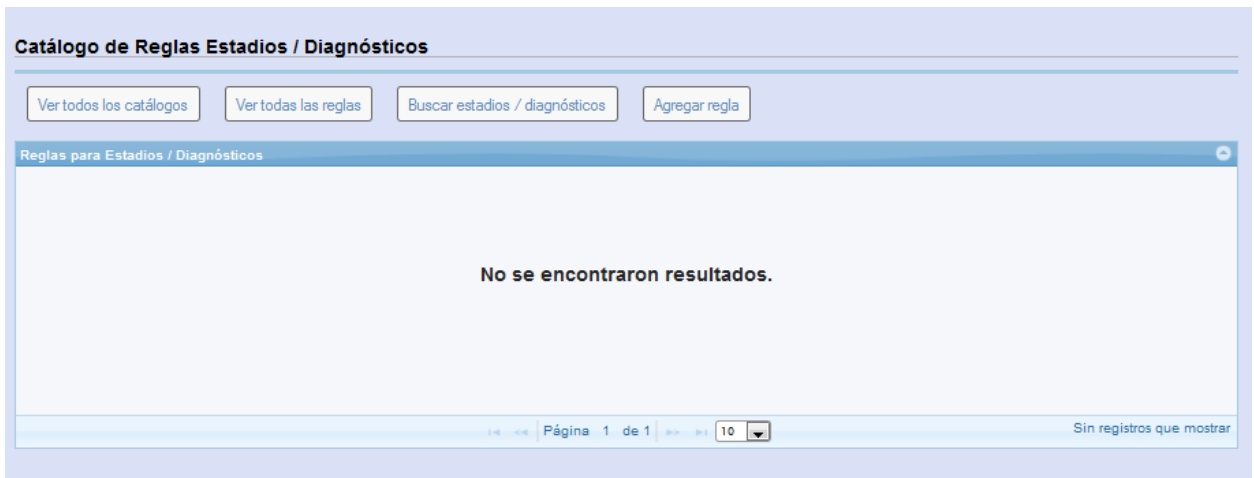 Catálogo de Reglas Estadios / Diagnósticos
Ver todos los catálogos Ver todas las reglas Buscar estadios / diagnósticos Agregar regla
Reglas para Estadios / Diagnósticos
No se encontraron resultados.
Página 1 de 1 10 Sin registros que mostrar